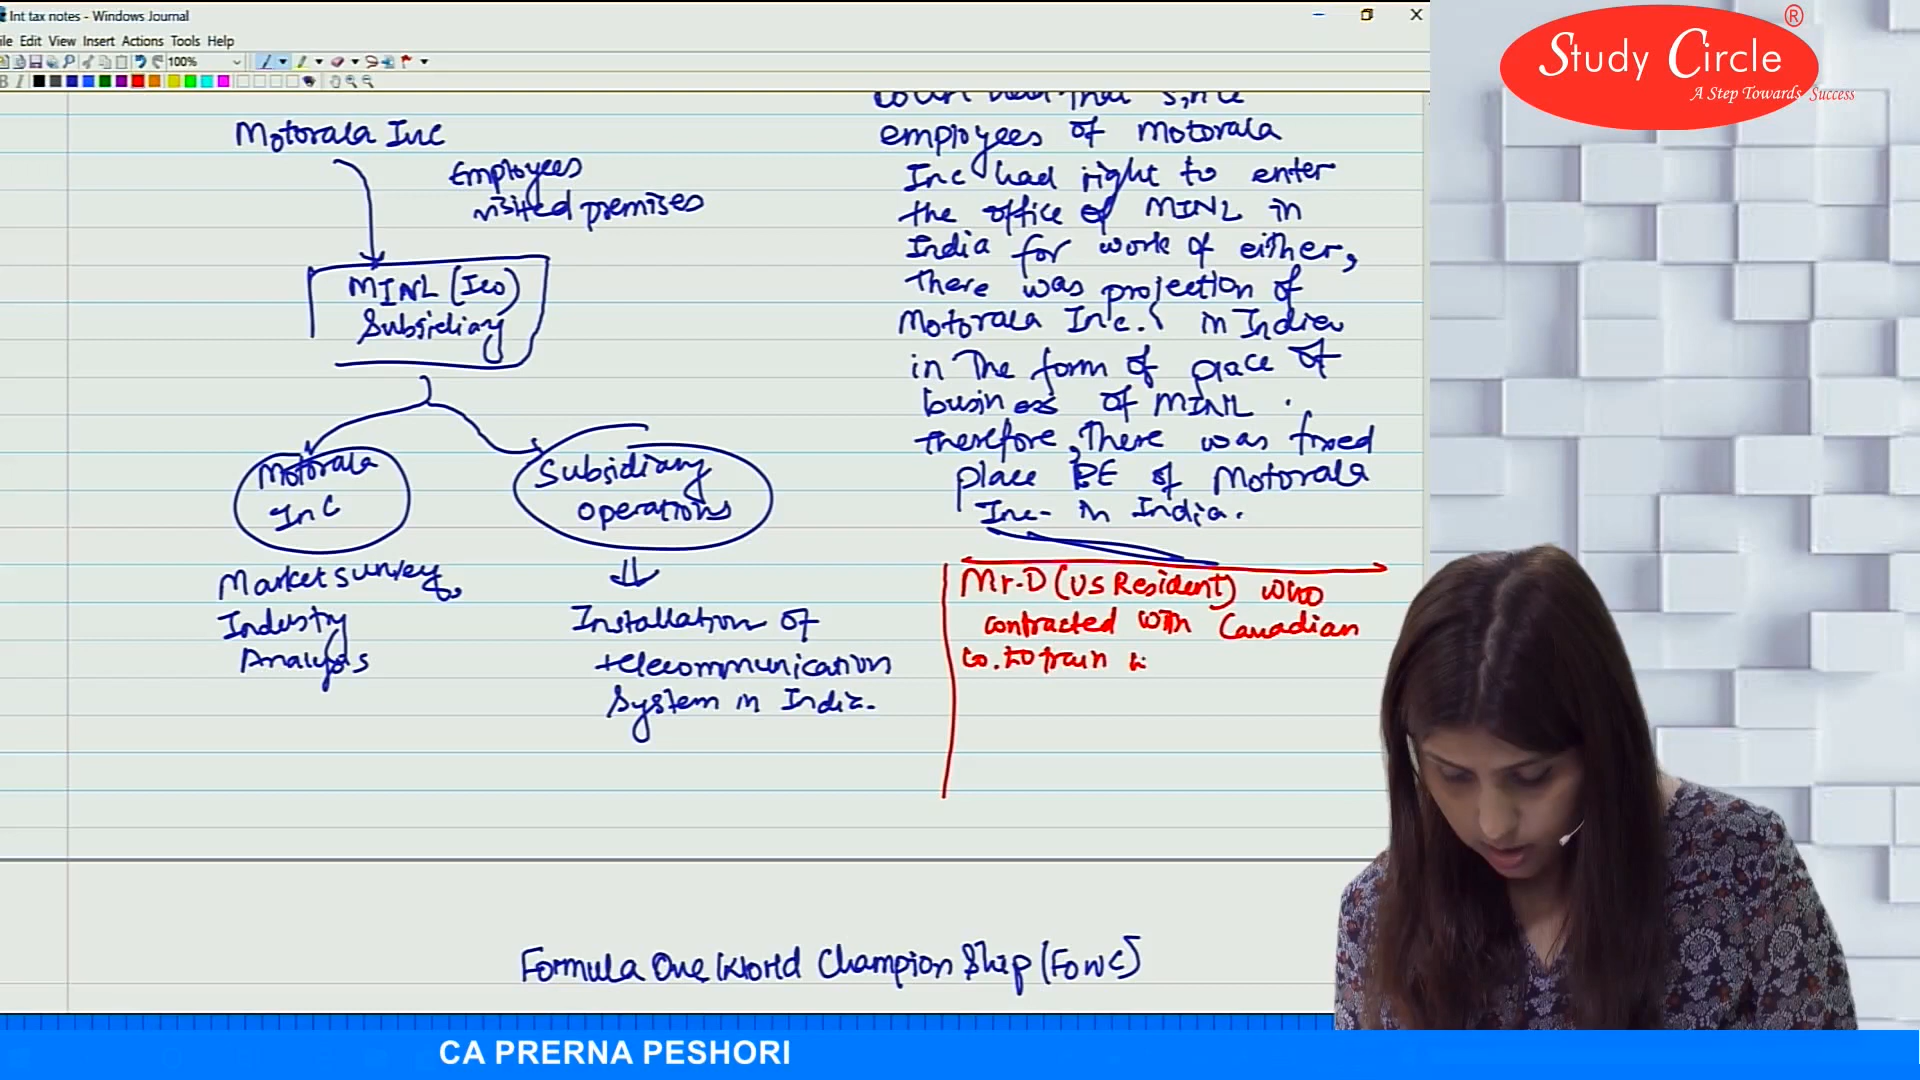 Int tax notes - Windows Journal
File Edit View Insert Actions Tools Help
100%
Study Circle ®
A Step Towards Success
Motorala Inc
Employees
visited premises
MINL (Ico)
Subsidiary
Motorala
Inc
Subsidiary
operations
Market survey,
Industry
Analysis
Installation of
telecommunication
System in India.
court held that since
employees of Motorala
Inc had right to enter
the office of MINL in
India for work of either,
there was projection of
Motorala Inc. in India
in the form of place of
business of MINL.
therefore, there was fixed
place PE of Motorala
Inc- in India.
Mr-D (US Resident) who
contracted with Canadian
co. to train
Formula One World Champion Ship (FOWC)
CA PRERNA PESHORI